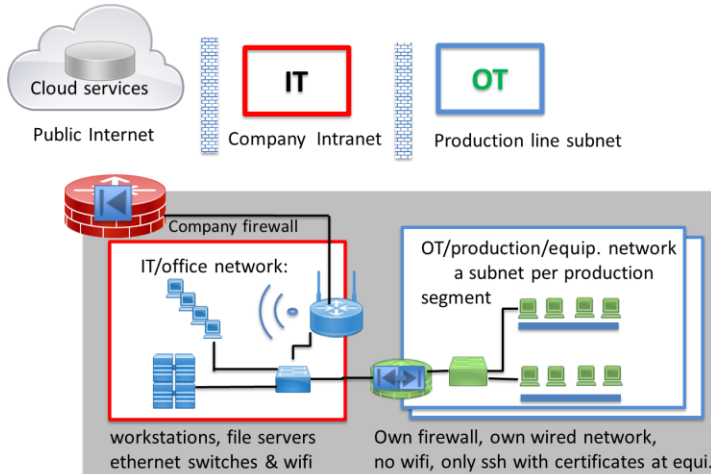 Cloud services
IT
OT
Public Internet
Company Intranet
Production line subnet
Company firewall
IT/office network:
OT/production/equip. network
a subnet per production
segment
workstations, file servers
ethernet switches & wifi
Own firewall, own wired network,
no wifi, only ssh with certificates at equi.